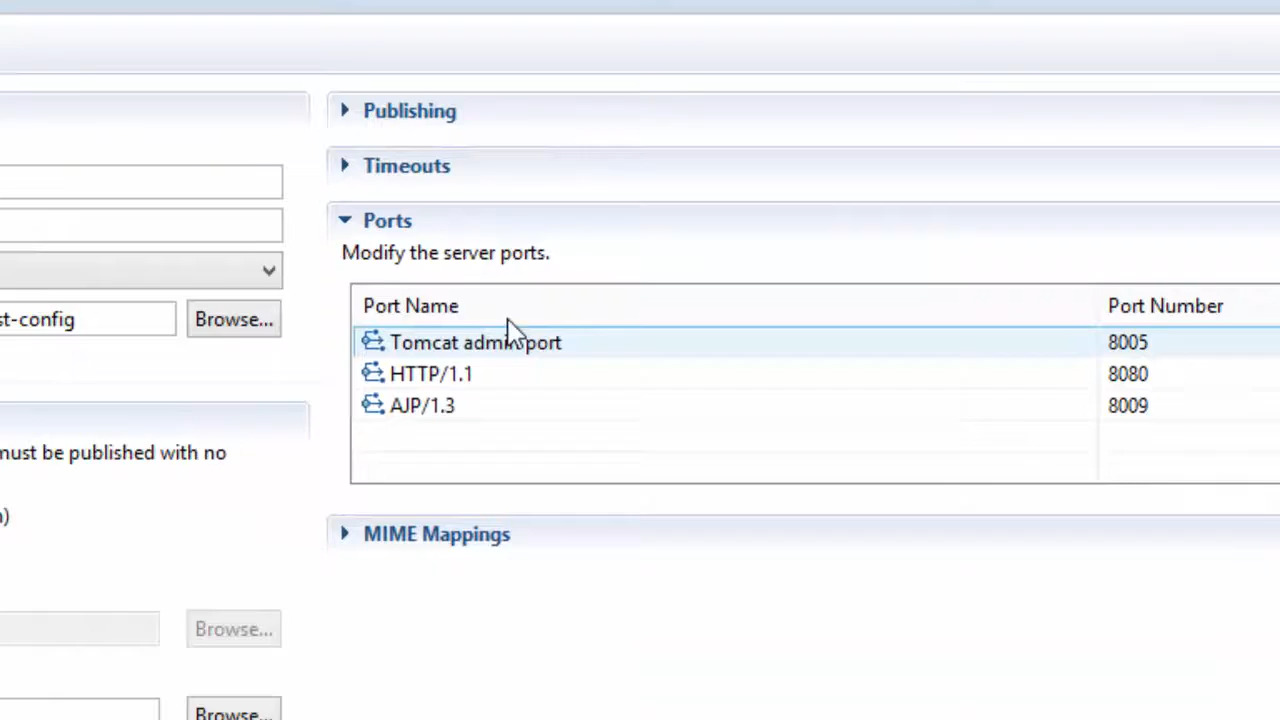 Publishing
Timeouts
Ports
Modify the server ports.
Port Name Port Number
Tomcat admin port 8005
HTTP/1.1 8080
AJP/1.3 8009
MIME Mappings
st-config Browse...
must be published with no
)
Browse...
Browse...